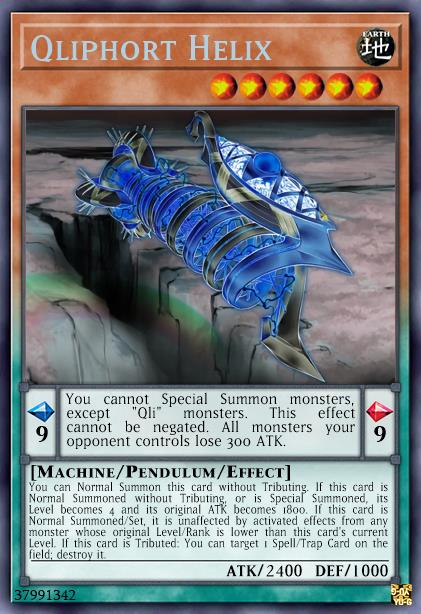 Qliphort Helix
EARTH
地
You cannot Special Summon monsters,
except "Qli" monsters. This effect
cannot be negated. All monsters your
opponent controls lose 300 ATK.
9
9
[Machine/Pendulum/Effect]
You can Normal Summon this card without Tributing. If this card is
Normal Summoned without Tributing, or is Special Summoned, its
Level becomes 4 and its original ATK becomes 1800. If this card is
Normal Summoned/Set, it is unaffected by activated effects from any
monster whose original Level/Rank is lower than this card's current
Level. If this card is Tributed: You can target 1 Spell/Trap Card on the
field; destroy it.
ATK/2400 DEF/1000
37991342